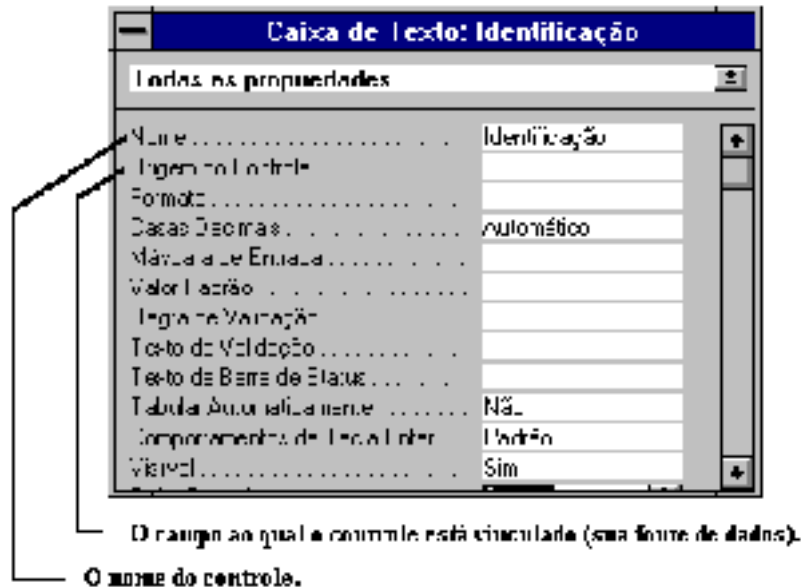 Caixa de Texto: Identificação
Todas as propriedades
Nome Identificação
Origem do Controle
Formato
Casas Decimais Automático
Máscara de Entrada
Valor Padrão
Regra de Validação
Texto de Validação
Texto da Barra de Status
Tabular Automaticamente Não
Comportamento da Tecla Enter Padrão
Visível Sim
O campo ao qual o controle está vinculado (sua fonte de dados).
O nome do controle.